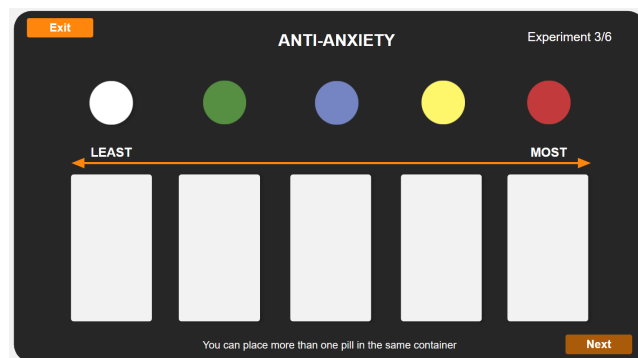 Exit
ANTI-ANXIETY
Experiment 3/6
LEAST
MOST
You can place more than one pill in the same container
Next